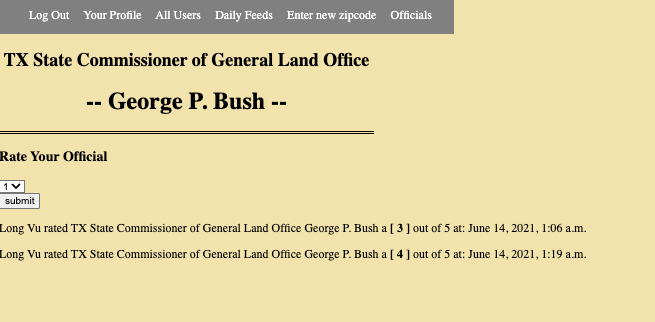 Log Out Your Profile All Users Daily Feeds Enter new zipcode Officials
TX State Commissioner of General Land Office
-- George P. Bush --
Rate Your Official
1
submit
Long Vu rated TX State Commissioner of General Land Office George P. Bush a [ 3 ] out of 5 at: June 14, 2021, 1:06 a.m.
Long Vu rated TX State Commissioner of General Land Office George P. Bush a [ 4 ] out of 5 at: June 14, 2021, 1:19 a.m.